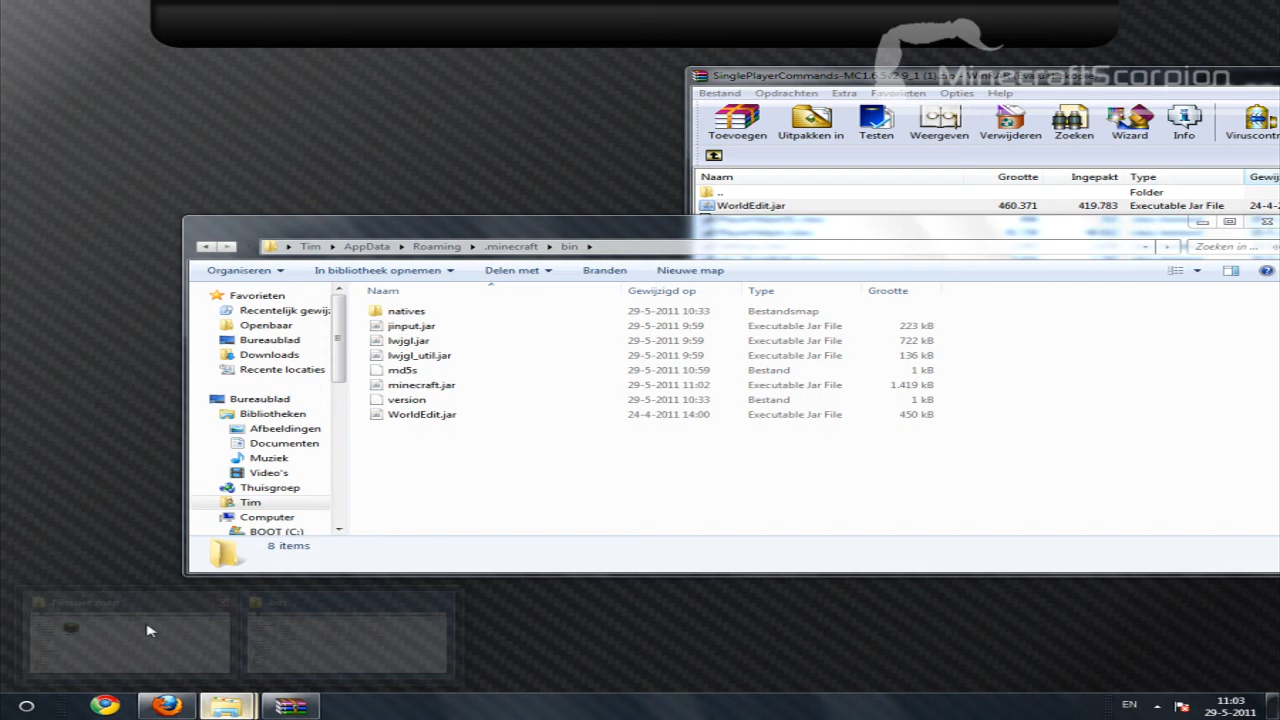 MinecraftScorpion
SinglePlayerCommands-MC1.6.
Bestand Opdrachten Extra Favorieten Opties Help
Toevoegen Uitpakken in Testen Weergeven Verwijderen Zoeken Wizard Info Viruscontr
Naam Grootte Ingepakt Type Gewij
.. Folder
WorldEdit.jar 460.371 419.783 Executable Jar File 24-4-2
Tim AppData Roaming .minecraft bin Zoeken in ...
Organiseren In bibliotheek opnemen Delen met Branden Nieuwe map
Naam Gewijzigd op Type Grootte
Favorieten
Recentelijk gewijz
Openbaar
Bureaublad
Downloads
Recente locaties
Bureaublad
Bibliotheken
Afbeeldingen
Documenten
Muziek
Video's
Thuisgroep
Tim
Computer
BOOT (C:)
natives 29-5-2011 10:33 Bestandsmap
jinput.jar 29-5-2011 9:59 Executable Jar File 223 kB
lwjgl.jar 29-5-2011 9:59 Executable Jar File 722 kB
lwjgl_util.jar 29-5-2011 9:59 Executable Jar File 136 kB
md5s 29-5-2011 10:59 Bestand 1 kB
minecraft.jar 29-5-2011 11:02 Executable Jar File 1.419 kB
version 29-5-2011 10:33 Bestand 1 kB
WorldEdit.jar 24-4-2011 14:00 Executable Jar File 450 kB
8 items
Nieuwe map bin
EN 11:03
29-5-2011